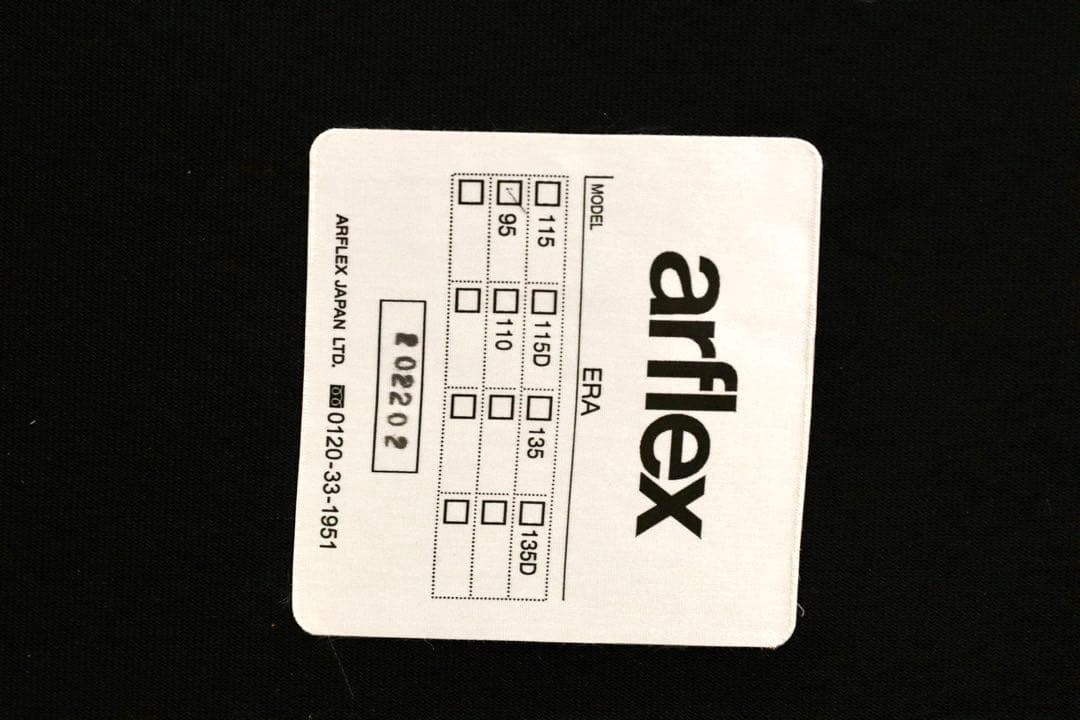 arflex
MODEL ERA
☐ 115 ☐ 115D ☐ 135 ☐ 135D
☑ 95 ☐ 110 ☐ ☐
☐ ☐ ☐ ☐
202202
ARFLEX JAPAN LTD. 0120-33-1951